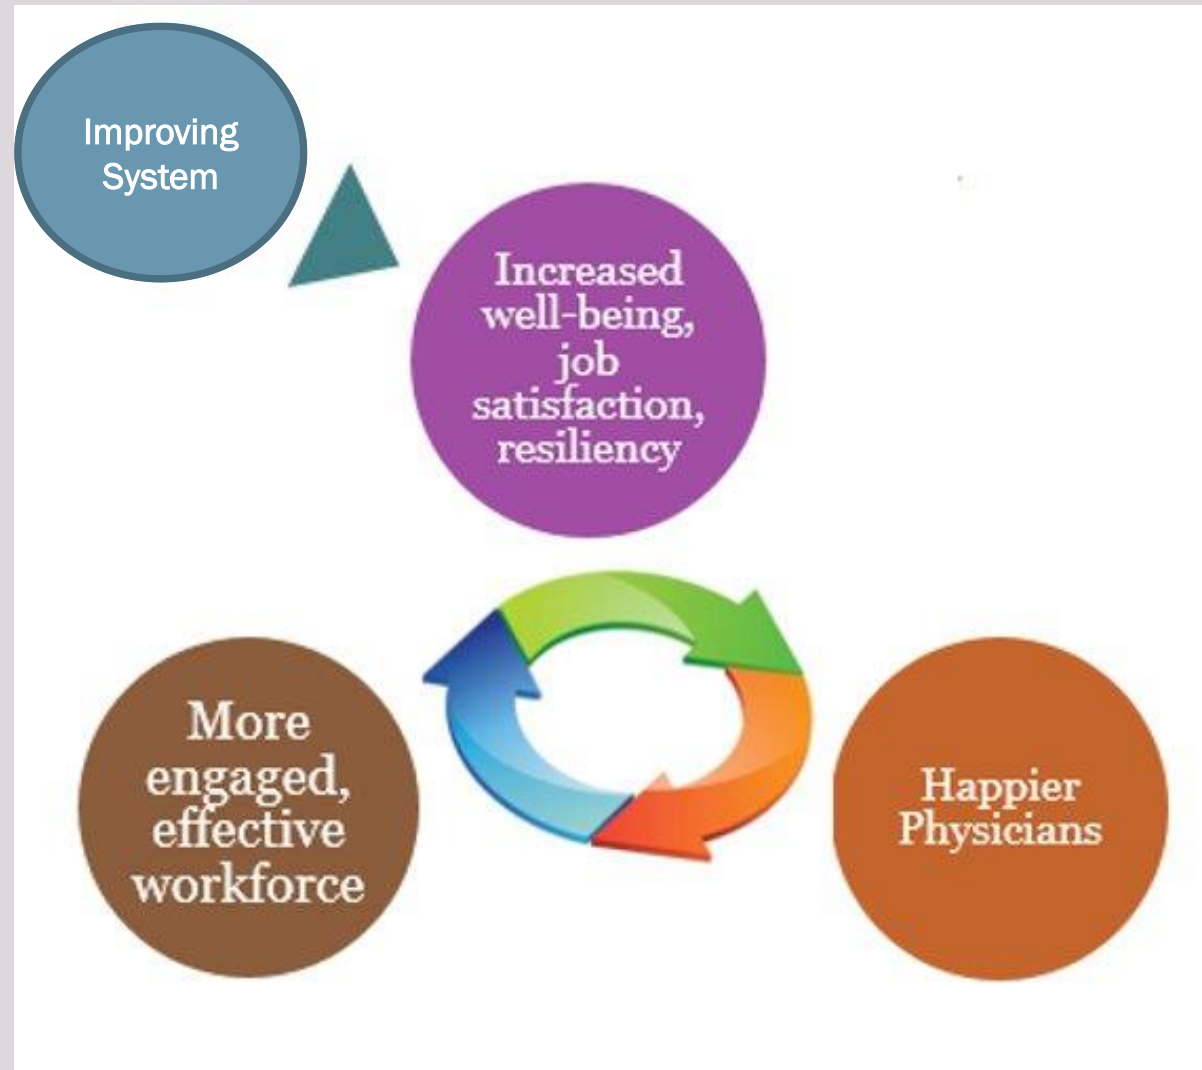 Improving
System
Increased
well-being,
job
satisfaction,
resiliency
More
engaged,
effective
workforce
Happier
Physicians